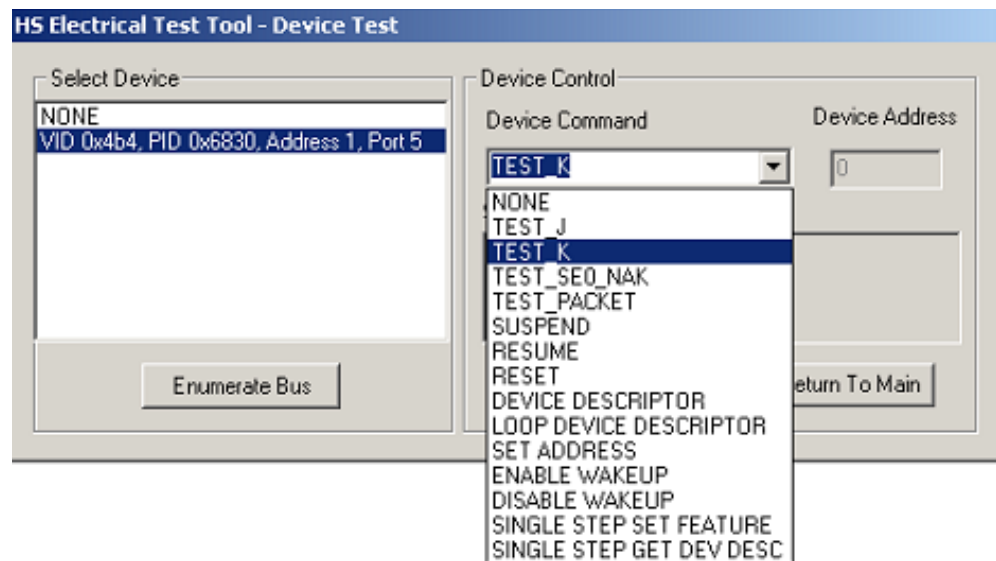 HS Electrical Test Tool - Device Test
Select Device
NONE
VID 0x4b4, PID 0x6830, Address 1, Port 5
Enumerate Bus
Device Control
Device Command
Device Address
TEST_K
0
NONE
TEST_J
TEST_K
TEST_SE0_NAK
TEST_PACKET
SUSPEND
RESUME
RESET
DEVICE DESCRIPTOR
LOOP DEVICE DESCRIPTOR
SET ADDRESS
ENABLE WAKEUP
DISABLE WAKEUP
SINGLE STEP SET FEATURE
SINGLE STEP GET DEV DESC
eturn To Main